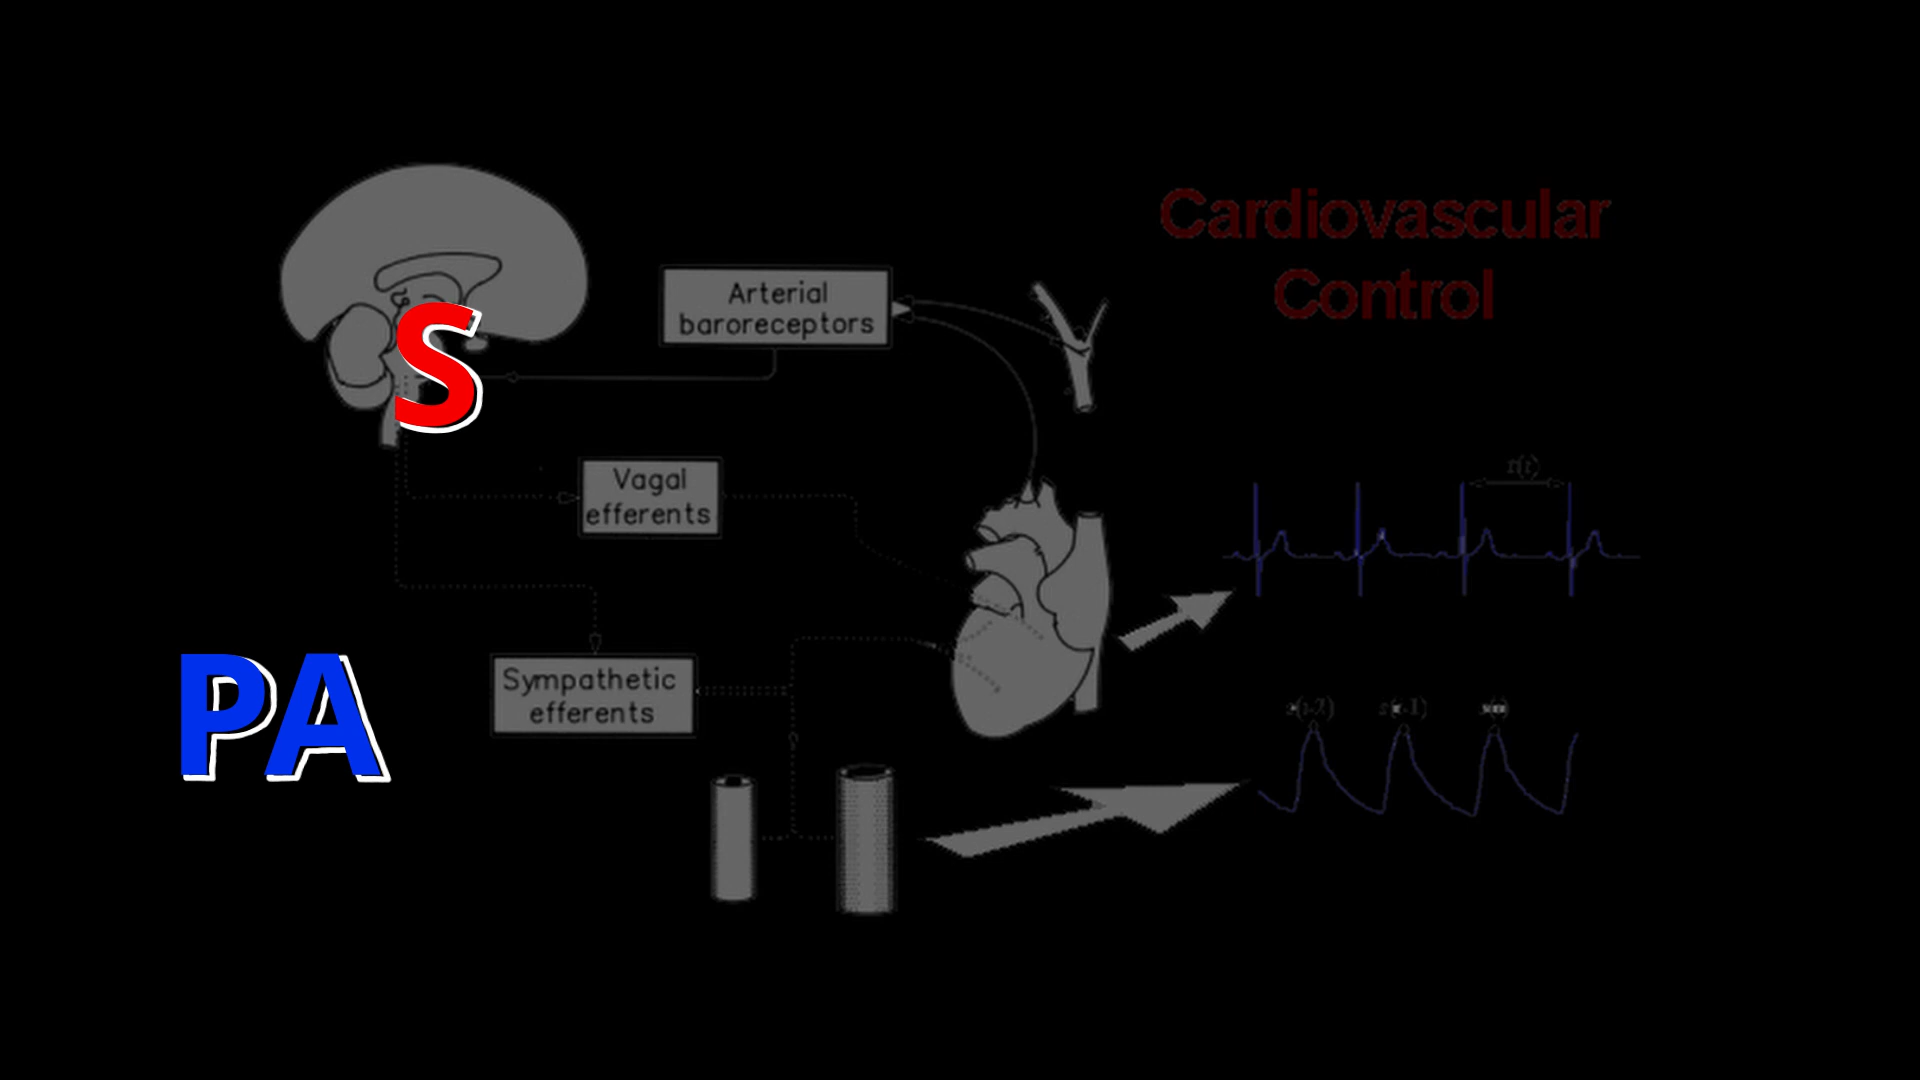 Cardiovascular
Control
Arterial
baroreceptors
S
Vagal
efferents
r(t)
PA
Sympathetic
efferents